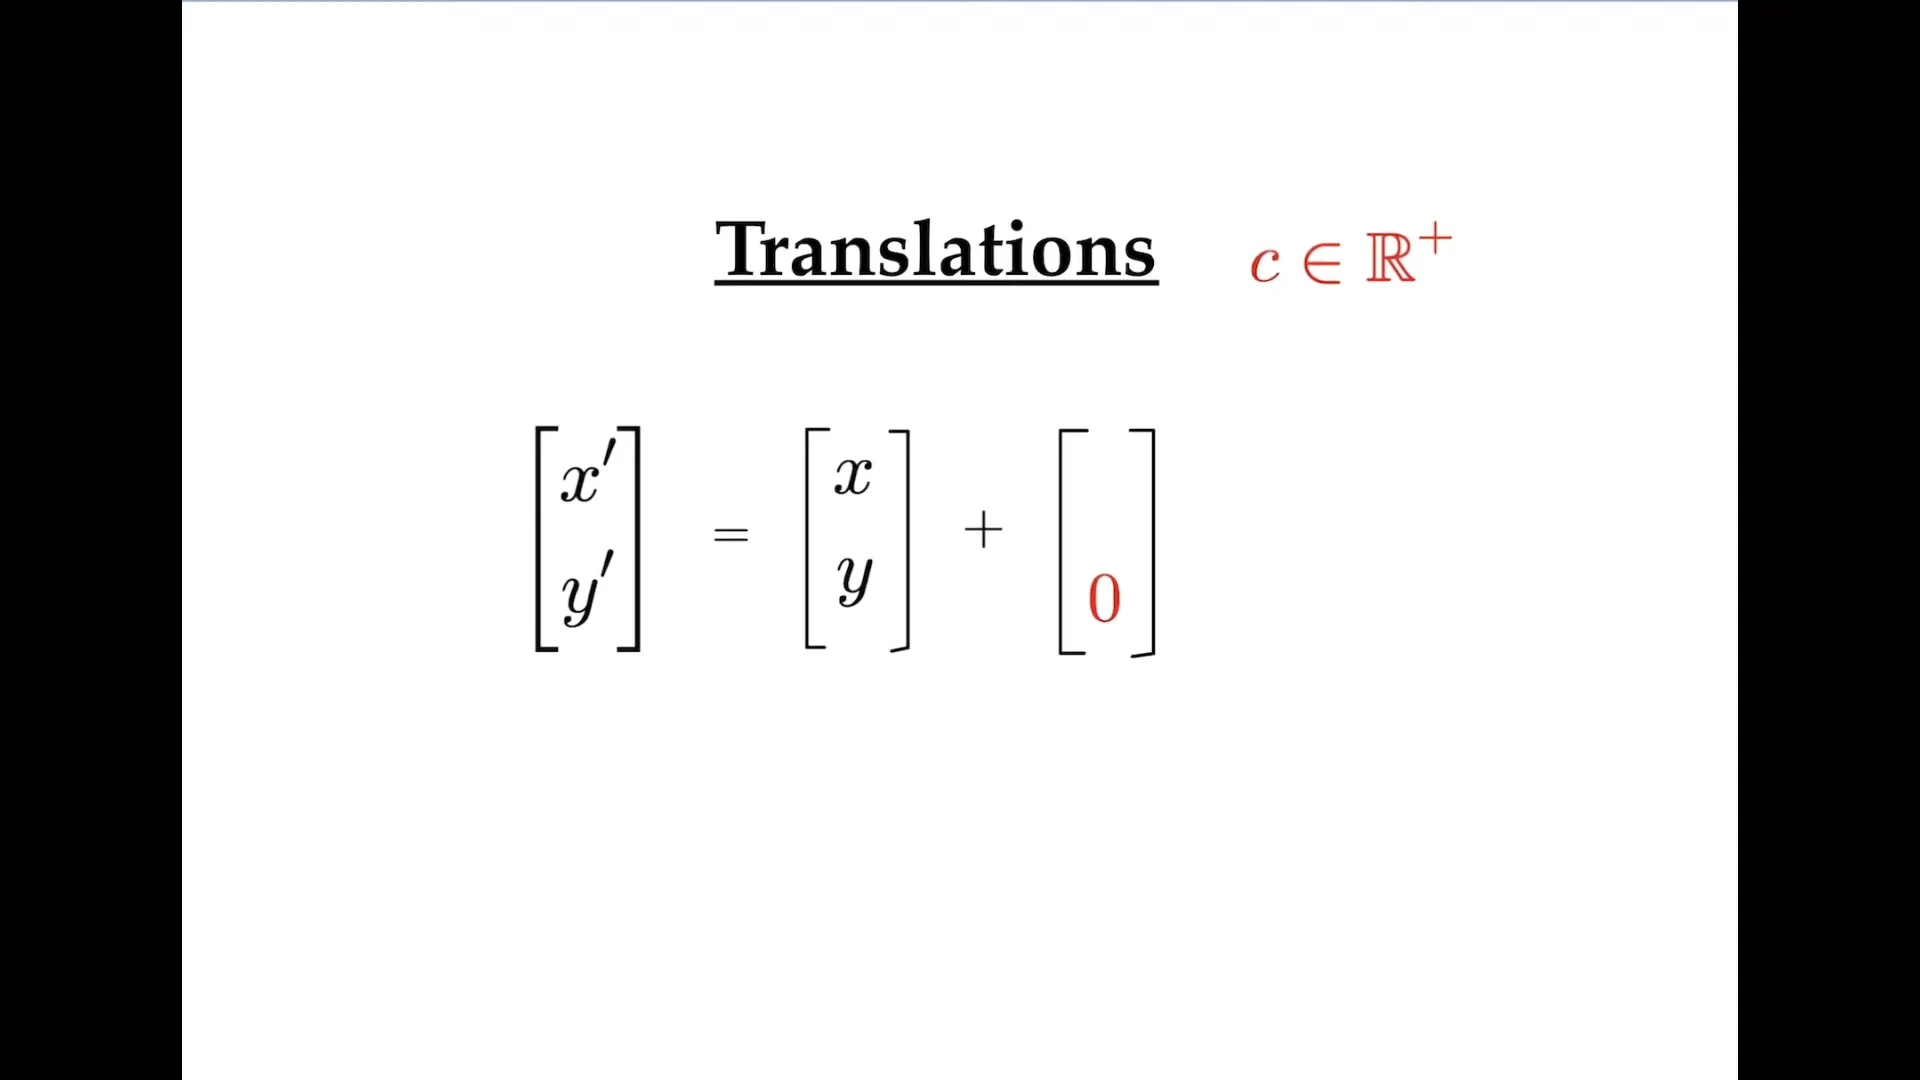 Translations c ∈ ℝ⁺
[x′ y′] = [x y] + [0]